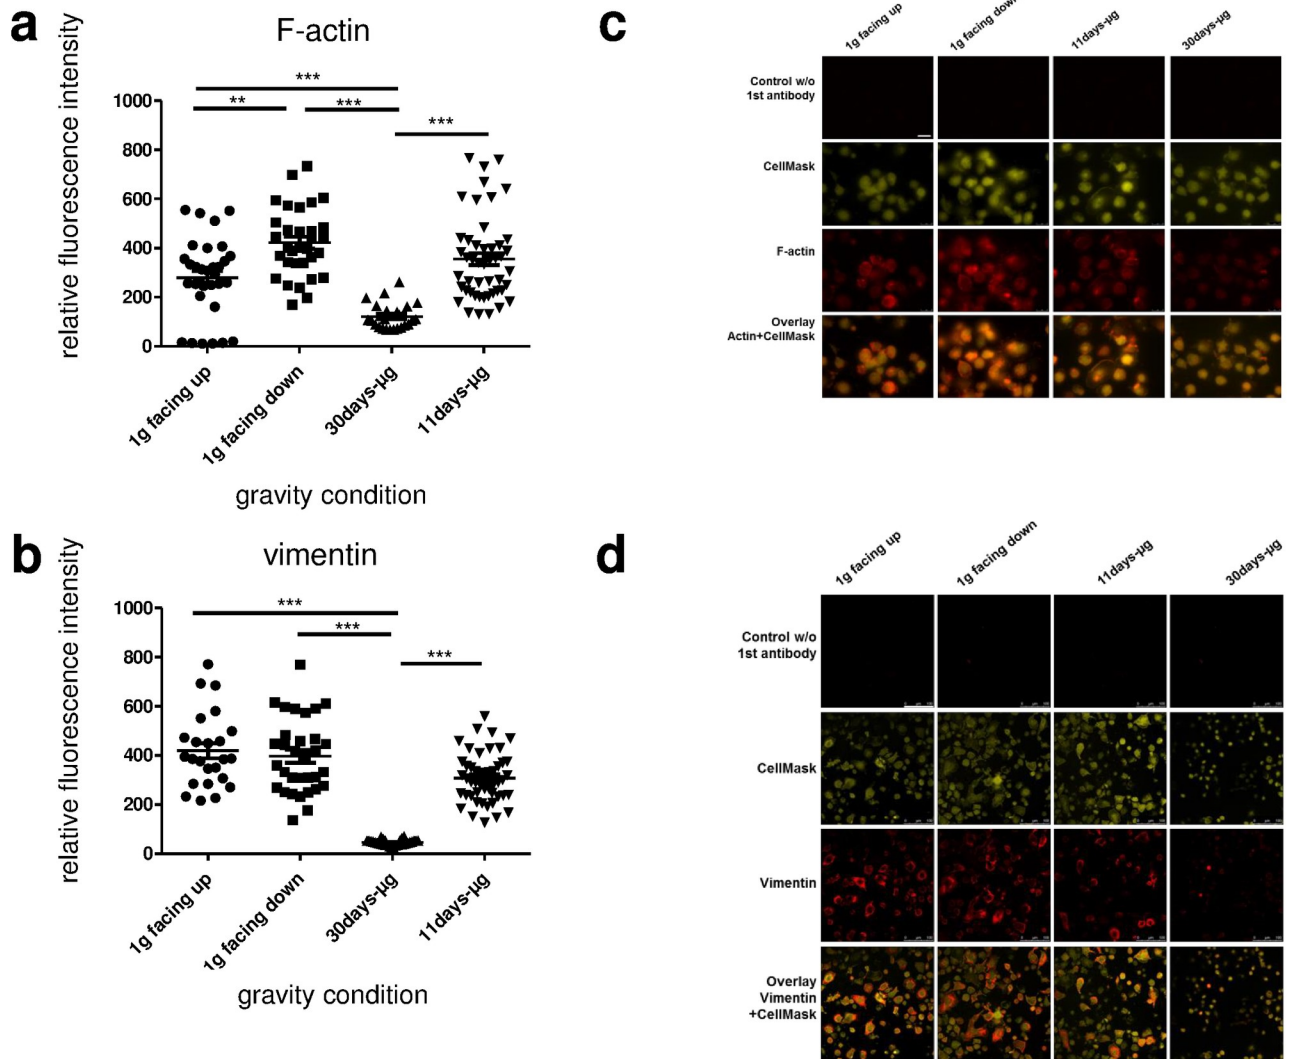 a
F-actin
relative fluorescence intensity
***
**
***
***
1000
800
600
400
200
0
1g facing up
1g facing down
30days-µg
11days-µg
gravity condition
b
vimentin
relative fluorescence intensity
***
***
***
1000
800
600
400
200
0
1g facing up
1g facing down
30days-µg
11days-µg
gravity condition
c
1g facing up
1g facing down
11days-µg
30days-µg
Control w/o
1st antibody
CellMask
F-actin
Overlay
Actin+CellMask
d
1g facing up
1g facing down
11days-µg
30days-µg
Control w/o
1st antibody
CellMask
Vimentin
Overlay
Vimentin
+CellMask